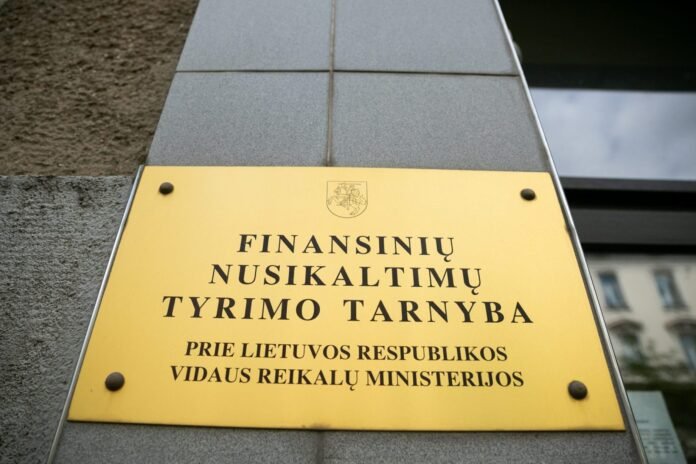 FINANSINIŲ
NUSIKALTIMŲ
TYRIMO TARNYBA
PRIE LIETUVOS RESPUBLIKOS
VIDAUS REIKALŲ MINISTERIJOS